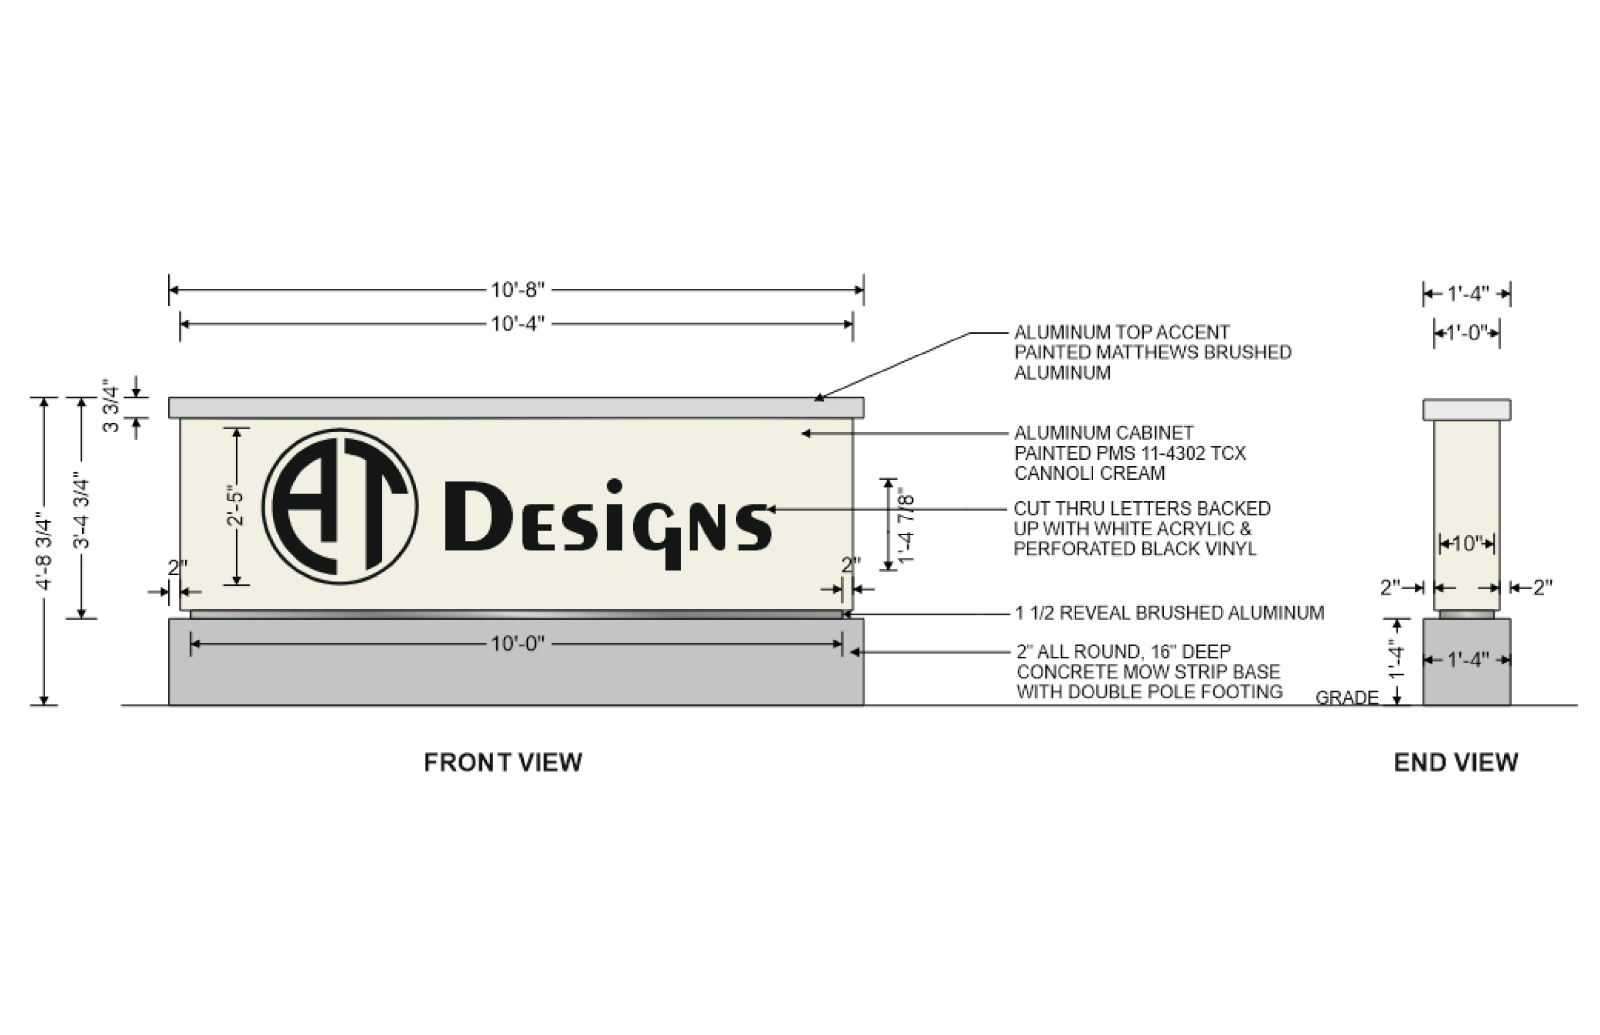 10'-8"
10'-4"
1'-4"
1'-0"
ALUMINUM TOP ACCENT
PAINTED MATTHEWS BRUSHED
ALUMINUM
3 3/4"
4'-8 3/4"
3'-4 3/4"
2'-5"
AT
DESIGNS
1'-4 7/8"
ALUMINUM CABINET
PAINTED PMS 11-4302 TCX
CANNOLI CREAM
CUT THRU LETTERS BACKED
UP WITH WHITE ACRYLIC &
PERFORATED BLACK VINYL
10"
2"
2"
2"
2"
1 1/2 REVEAL BRUSHED ALUMINUM
10'-0"
2" ALL ROUND, 16" DEEP
CONCRETE MOW STRIP BASE
WITH DOUBLE POLE FOOTING
1'-4"
1'-4"
GRADE
FRONT VIEW
END VIEW